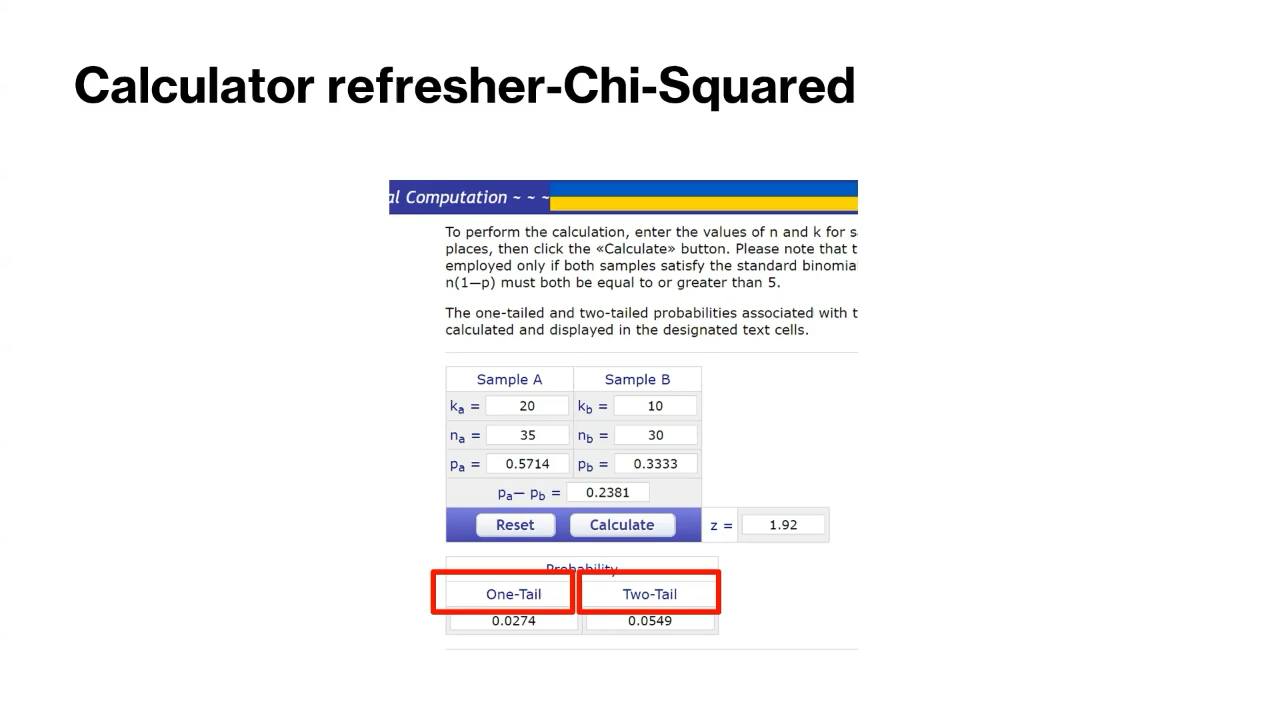 Calculator refresher-Chi-Squared
al Computation ~ ~ ~
To perform the calculation, enter the values of n and k for s
places, then click the «Calculate» button. Please note that t
employed only if both samples satisfy the standard binomia
n(1—p) must both be equal to or greater than 5.
The one-tailed and two-tailed probabilities associated with t
calculated and displayed in the designated text cells.
Sample A Sample B
ka = 20 kb = 10
na = 35 nb = 30
pa = 0.5714 pb = 0.3333
pa— pb = 0.2381
Reset Calculate z = 1.92
Probability
One-Tail Two-Tail
0.0274 0.0549